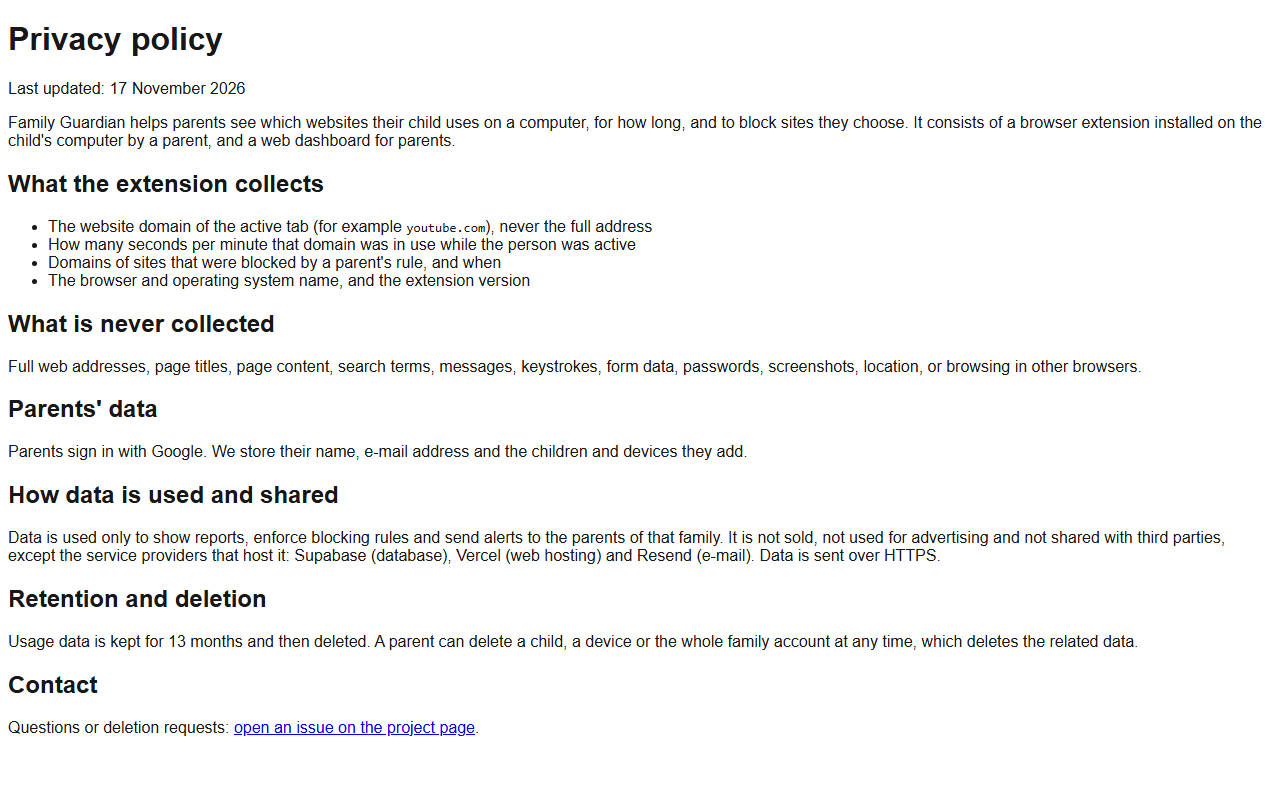 Privacy policy
Last updated: 17 November 2026
Family Guardian helps parents see which websites their child uses on a computer, for how long, and to block sites they choose. It consists of a browser extension installed on the
child's computer by a parent, and a web dashboard for parents.
What the extension collects
• The website domain of the active tab (for example youtube.com), never the full address
• How many seconds per minute that domain was in use while the person was active
• Domains of sites that were blocked by a parent's rule, and when
• The browser and operating system name, and the extension version
What is never collected
Full web addresses, page titles, page content, search terms, messages, keystrokes, form data, passwords, screenshots, location, or browsing in other browsers.
Parents' data
Parents sign in with Google. We store their name, e-mail address and the children and devices they add.
How data is used and shared
Data is used only to show reports, enforce blocking rules and send alerts to the parents of that family. It is not sold, not used for advertising and not shared with third parties,
except the service providers that host it: Supabase (database), Vercel (web hosting) and Resend (e-mail). Data is sent over HTTPS.
Retention and deletion
Usage data is kept for 13 months and then deleted. A parent can delete a child, a device or the whole family account at any time, which deletes the related data.
Contact
Questions or deletion requests: open an issue on the project page.